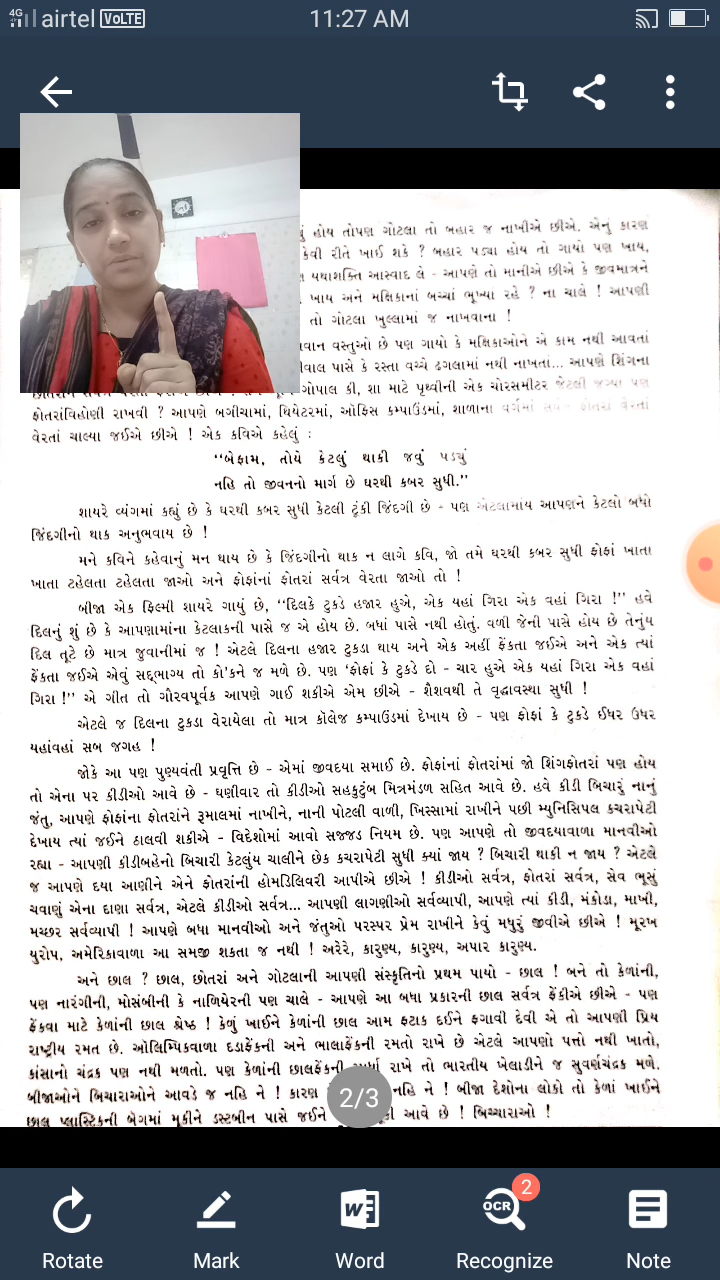 4G airtel VoLTE 11:27 AM
હોય તોપણ ગોટલા તો બહાર જ નાખીએ છીએ. એનું કારણ
કેવી રીતે ખાઈ શકે ? બહાર પડ્યા હોય તો ગાયો પણ ખાય,
યથાશક્તિ આસ્વાદ લે - આપણે તો માનીએ છીએ કે જીવમાત્રને
ખાય અને મક્ષિકાનાં બચ્ચાં ભૂખ્યાં રહે ? ના ચાલે ! આપણી
તો ગોટલા ખુલ્લામાં જ નાખવાના !
વાન વસ્તુઓ છે પણ ગાયો કે મક્ષિકાઓને એ કામ નથી આવતાં
વાલ પાસે કે રસ્તા વચ્ચે ઢગલામાં નથી નાખતાં... આપણે શિંગના
ગોપાલ કી, શા માટે પૃથ્વીની એક ચોરસમીટર જેટલી જગ્યા પણ
ફોતરાંવિહોણી રાખવી ? આપણે બગીચામાં, થિયેટરમાં, ઑફિસ કમ્પાઉંડમાં, શાળાના વર્ગમાં સર્વત્ર ફોતરાં વેરતાં
વેરતાં ચાલ્યા જઈએ છીએ ! એક કવિએ કહેલું :
“બેફામ, તોયે કેટલું થાકી જવું પડ્યું
નહિ તો જીવનનો માર્ગ છે ઘરથી કબર સુધી.”
શાયરે વ્યંગમાં કહ્યું છે કે ઘરથી કબર સુધી કેટલી ટૂંકી જિંદગી છે - પણ એટલામાંય આપણને કેટલો બધો
જિંદગીનો થાક અનુભવાય છે !
મને કવિને કહેવાનું મન થાય છે કે જિંદગીનો થાક ન લાગે કવિ, જો તમે ઘરથી કબર સુધી ફોફાં ખાતા
ખાતા ટહેલતા ટહેલતા જાઓ અને ફોફાંનાં ફોતરાં સર્વત્ર વેરતા જાઓ તો !
બીજા એક ફિલ્મી શાયરે ગાયું છે, “દિલકે ટુકડે હજાર હુએ, એક યહાં ગિરા એક વહાં ગિરા !” હવે
દિલનું શું છે કે આપણામાંના કેટલાકની પાસે જ એ હોય છે. બધાં પાસે નથી હોતું. વળી જેની પાસે હોય છે તેનુંય
દિલ તૂટે છે માત્ર જુવાનીમાં જ ! એટલે દિલના હજાર ટુકડા થાય અને એક અહીં ફેંકતા જઈએ અને એક ત્યાં
ફેંકતા જઈએ એવું સદ્ભાગ્ય તો કો'કને જ મળે છે. પણ ‘ફોફાં કે ટુકડે દો - ચાર હુએ એક યહાં ગિરા એક વહાં
ગિરા !” એ ગીત તો ગૌરવપૂર્વક આપણે ગાઈ શકીએ એમ છીએ - શૈશવથી તે વૃદ્ધાવસ્થા સુધી !
એટલે જ દિલના ટુકડા વેરાયેલા તો માત્ર કૉલેજ કમ્પાઉંડમાં દેખાય છે - પણ ફોફાં કે ટુકડે ઈધર ઉધર
યહાંવહાં સબ જગહ !
જોકે આ પણ પુણ્યવંતી પ્રવૃત્તિ છે - એમાં જીવદયા સમાઈ છે. ફોફાંનાં ફોતરાંમાં જો શિંગફોતરાં પણ હોય
તો એના પર કીડીઓ આવે છે - ઘણીવાર તો કીડીઓ સહકુટુંબ મિત્રમંડળ સહિત આવે છે. હવે કીડી બિચારું નાનું
જંતુ, આપણે ફોફાંના ફોતરાંને રૂમાલમાં નાખીને, નાની પોટલી વાળી, ખિસ્સામાં રાખીને પછી મ્યુનિસિપલ કચરાપેટી
દેખાય ત્યાં જઈને ઠાલવી શકીએ - વિદેશોમાં આવો સજ્જડ નિયમ છે. પણ આપણે તો જીવદયાવાળા માનવીઓ
રહ્યા - આપણી કીડીબહેનો બિચારી કેટલુંય ચાલીને છેક કચરાપેટી સુધી ક્યાં જાય ? બિચારી થાકી ન જાય ? એટલે
જ આપણે દયા આણીને એને ફોતરાંની હોમડિલિવરી આપીએ છીએ ! કીડીઓ સર્વત્ર, ફોતરાં સર્વત્ર, સેવ ભૂસું
ચવાણું એના દાણા સર્વત્ર, એટલે કીડીઓ સર્વત્ર... આપણી લાગણીઓ સર્વવ્યાપી, આપણે ત્યાં કીડી, મંકોડા, માખી,
મચ્છર સર્વવ્યાપી ! આપણે બધા માનવીઓ અને જંતુઓ પરસ્પર પ્રેમ રાખીને કેવું મધુરું જીવીએ છીએ ! મૂરખ
યુરોપ, અમેરિકાવાળા આ સમજી શકતા જ નથી ! અરેરે, કારુણ્ય, કારુણ્ય, અપાર કારુણ્ય.
અને છાલ ? છાલ, છોતરાં અને ગોટલાની આપણી સંસ્કૃતિનો પ્રથમ પાયો - છાલ ! બને તો કેળાંની,
પણ નારંગીની, મોસંબીની કે નાળિયેરની પણ ચાલે - આપણે આ બધા પ્રકારની છાલ સર્વત્ર ફેંકીએ છીએ - પણ
ફેંકવા માટે કેળાંની છાલ શ્રેષ્ઠ ! કેળું ખાઈને કેળાંની છાલ આમ ફટાક દઈને ફગાવી દેવી એ તો આપણી પ્રિય
રાષ્ટ્રીય રમત છે. ઑલિમ્પિકવાળા દડાફેંકની અને ભાલાફેંકની રમતો રાખે છે એટલે આપણો પત્તો નથી ખાતો,
કાંસાનો ચંદ્રક પણ નથી મળતો. પણ કેળાંની છાલફેંકની રાખે તો ભારતીય ખેલાડીને જ સુવર્ણચંદ્રક મળે.
બીજાઓને બિચારાઓને આવડે જ નહિ ને ! કારણ નહિ ને ! બીજા દેશોના લોકો તો કેળાં ખાઈને
છાલ પ્લાસ્ટિકની બેગમાં મૂકીને ડસ્ટબીન પાસે જઈને આવે છે ! બિચ્ચારાઓ !
2/3
Rotate Mark Word Recognize Note
W OCR 2